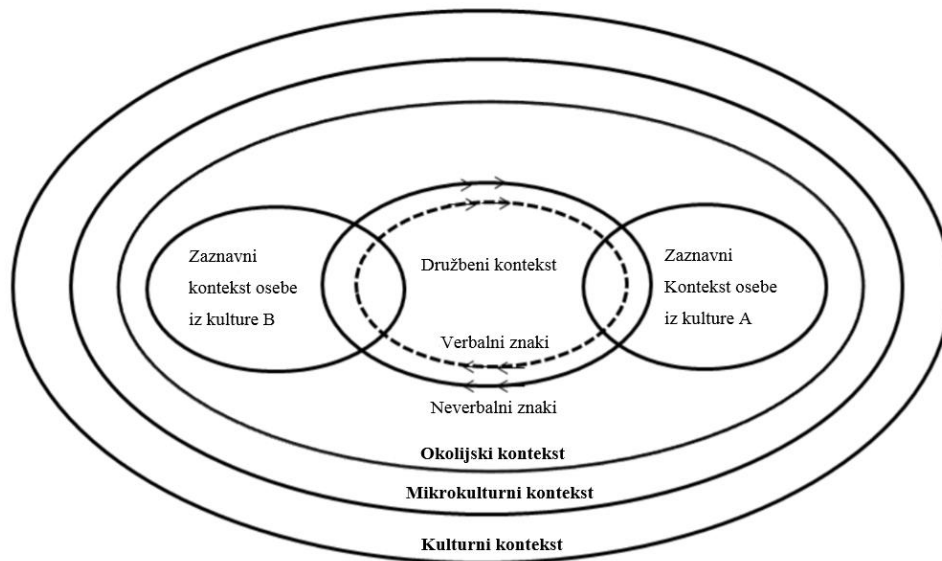 Zaznavni
kontekst osebe
iz kulture B
Družbeni kontekst
Zaznavni
Kontekst osebe
iz kulture A
Verbalni znaki
Neverbalni znaki
Okolijski kontekst
Mikrokulturni kontekst
Kulturni kontekst